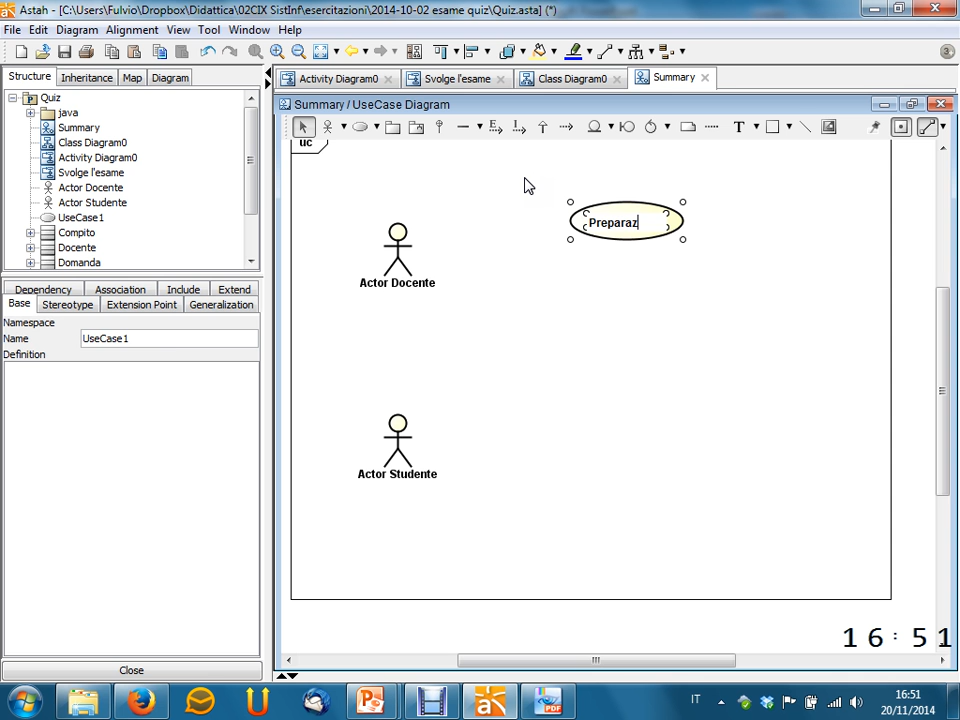 Astah - [C:\Users\Fulvio\Dropbox\Didattica\02CIX SistInf\esercitazioni\2014-10-02 esame quiz\Quiz.asta] (*)
File Edit Diagram Alignment View Tool Window Help
3
Structure Inheritance Map Diagram
Activity Diagram0 Svolge l'esame Class Diagram0 Summary
Quiz
java
Summary
Class Diagram0
Activity Diagram0
Svolge l'esame
Actor Docente
Actor Studente
UseCase1
Compito
Docente
Domanda
Summary / UseCase Diagram
T
uc
Preparaz
Actor Docente
Actor Studente
Dependency Association Include Extend
Base Stereotype Extension Point Generalization
Namespace
Name UseCase1
Definition
Close
16:51
PDF
IT
16:51
20/11/2014